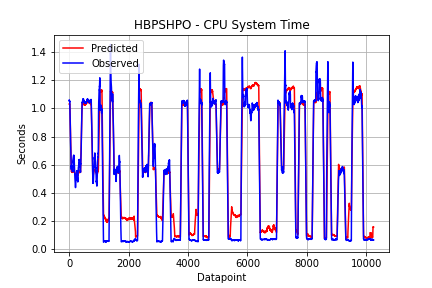 HBPSHPO - CPU System Time
Predicted
Observed
1.4
1.2
1.0
0.8
0.6
0.4
0.2
0.0
Seconds
0 2000 4000 6000 8000 10000
Datapoint